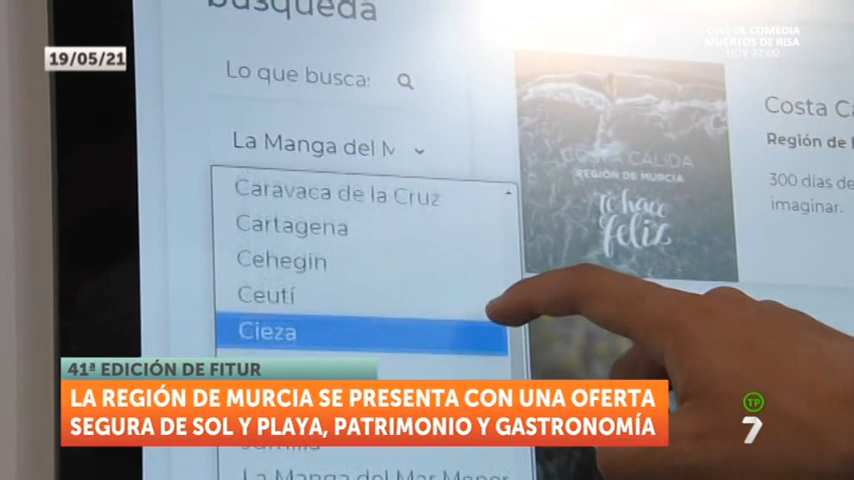 búsqueda
CINE DE COMEDIA
MUERTOS DE RISA
HOY 22:00
19/05/21
Lo que busca:
La Manga del M
Caravaca de la Cruz
Cartagena
Cehegín
Ceutí
Cieza
COSTA CÁLIDA
REGIÓN DE MURCIA
te hace
feliz
Costa Cá
Región de
300 días de
imaginar.
41ª EDICIÓN DE FITUR
LA REGIÓN DE MURCIA SE PRESENTA CON UNA OFERTA
SEGURA DE SOL Y PLAYA, PATRIMONIO Y GASTRONOMÍA
La Manga del Mar Menor
TP
7